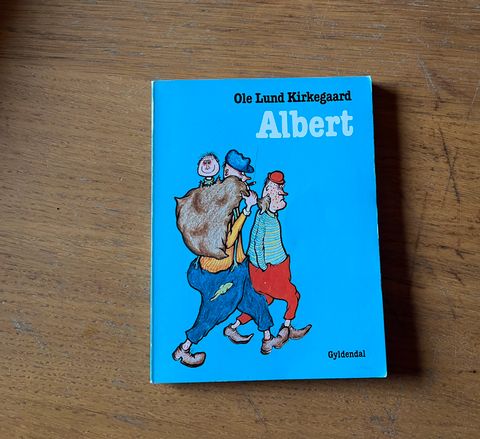 Ole Lund Kirkegaard
Albert
Gyldendal